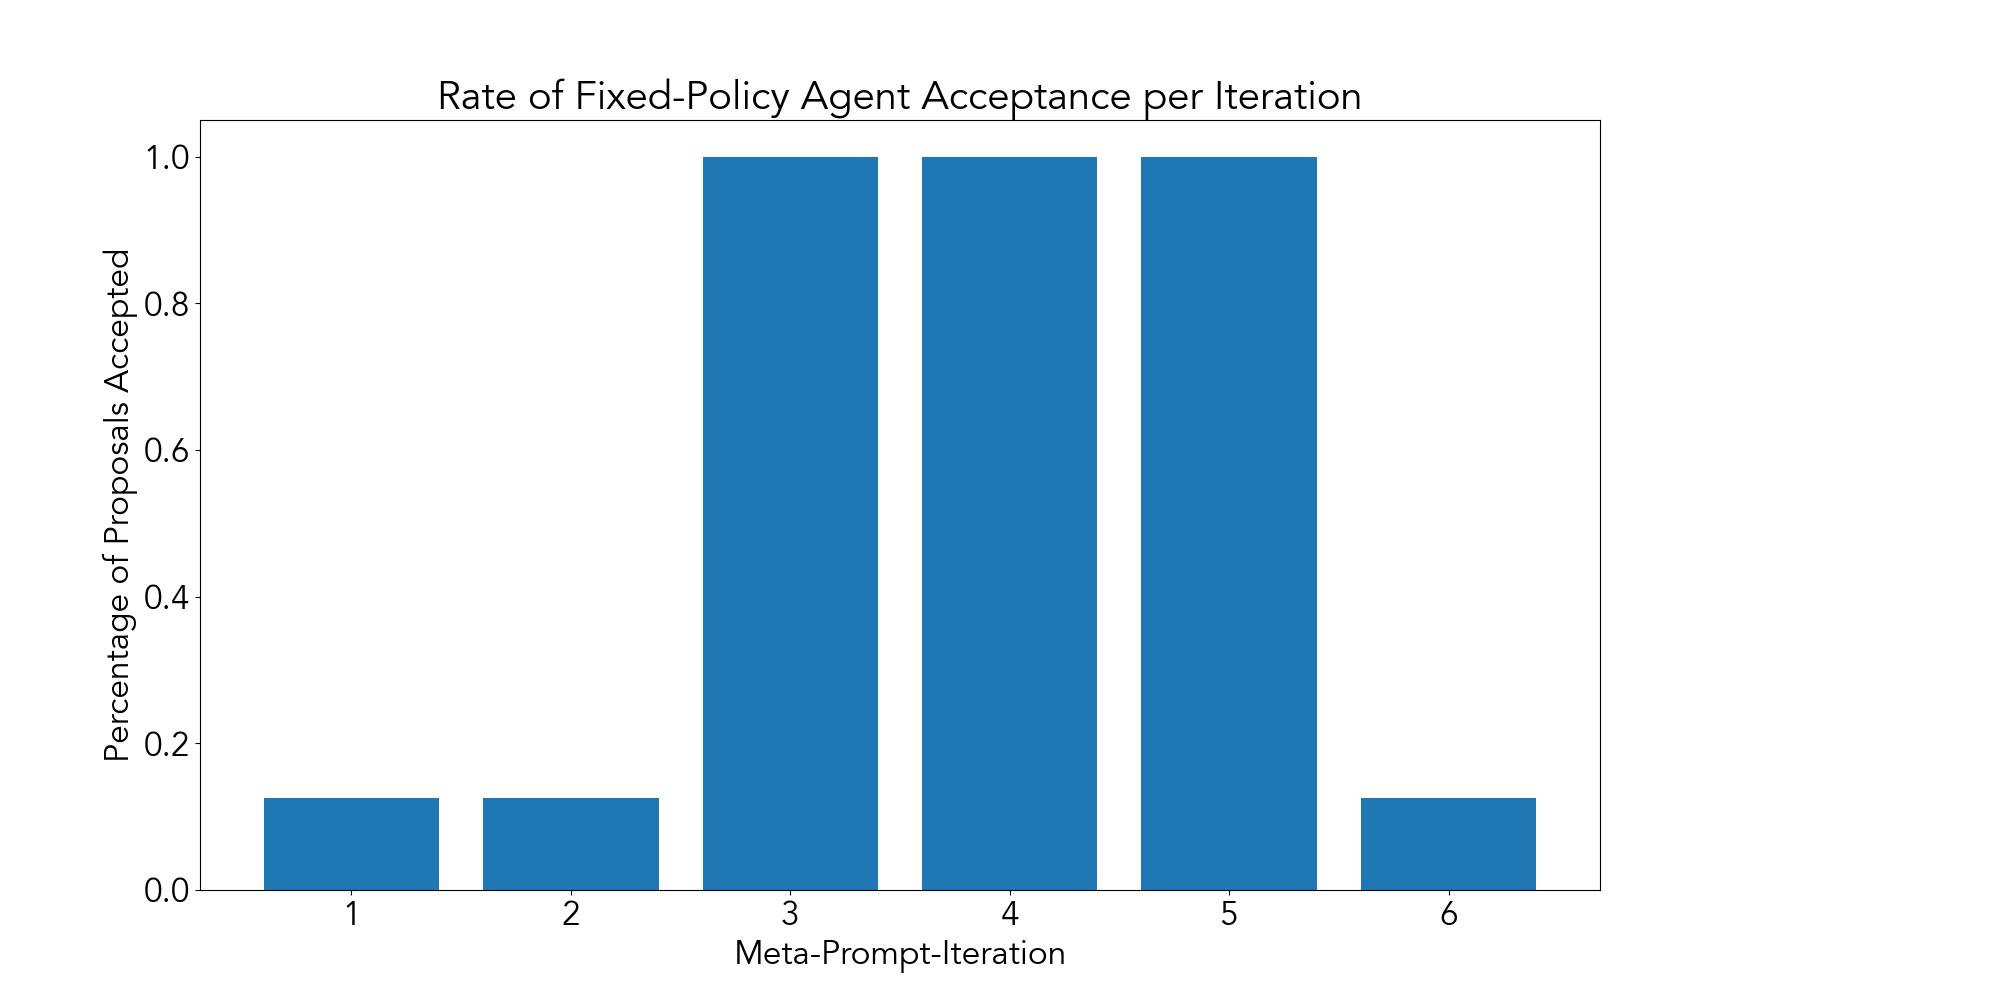 Rate of Fixed-Policy Agent Acceptance per Iteration
Percentage of Proposals Accepted
1.0
0.8
0.6
0.4
0.2
0.0
1 2 3 4 5 6
Meta-Prompt-Iteration